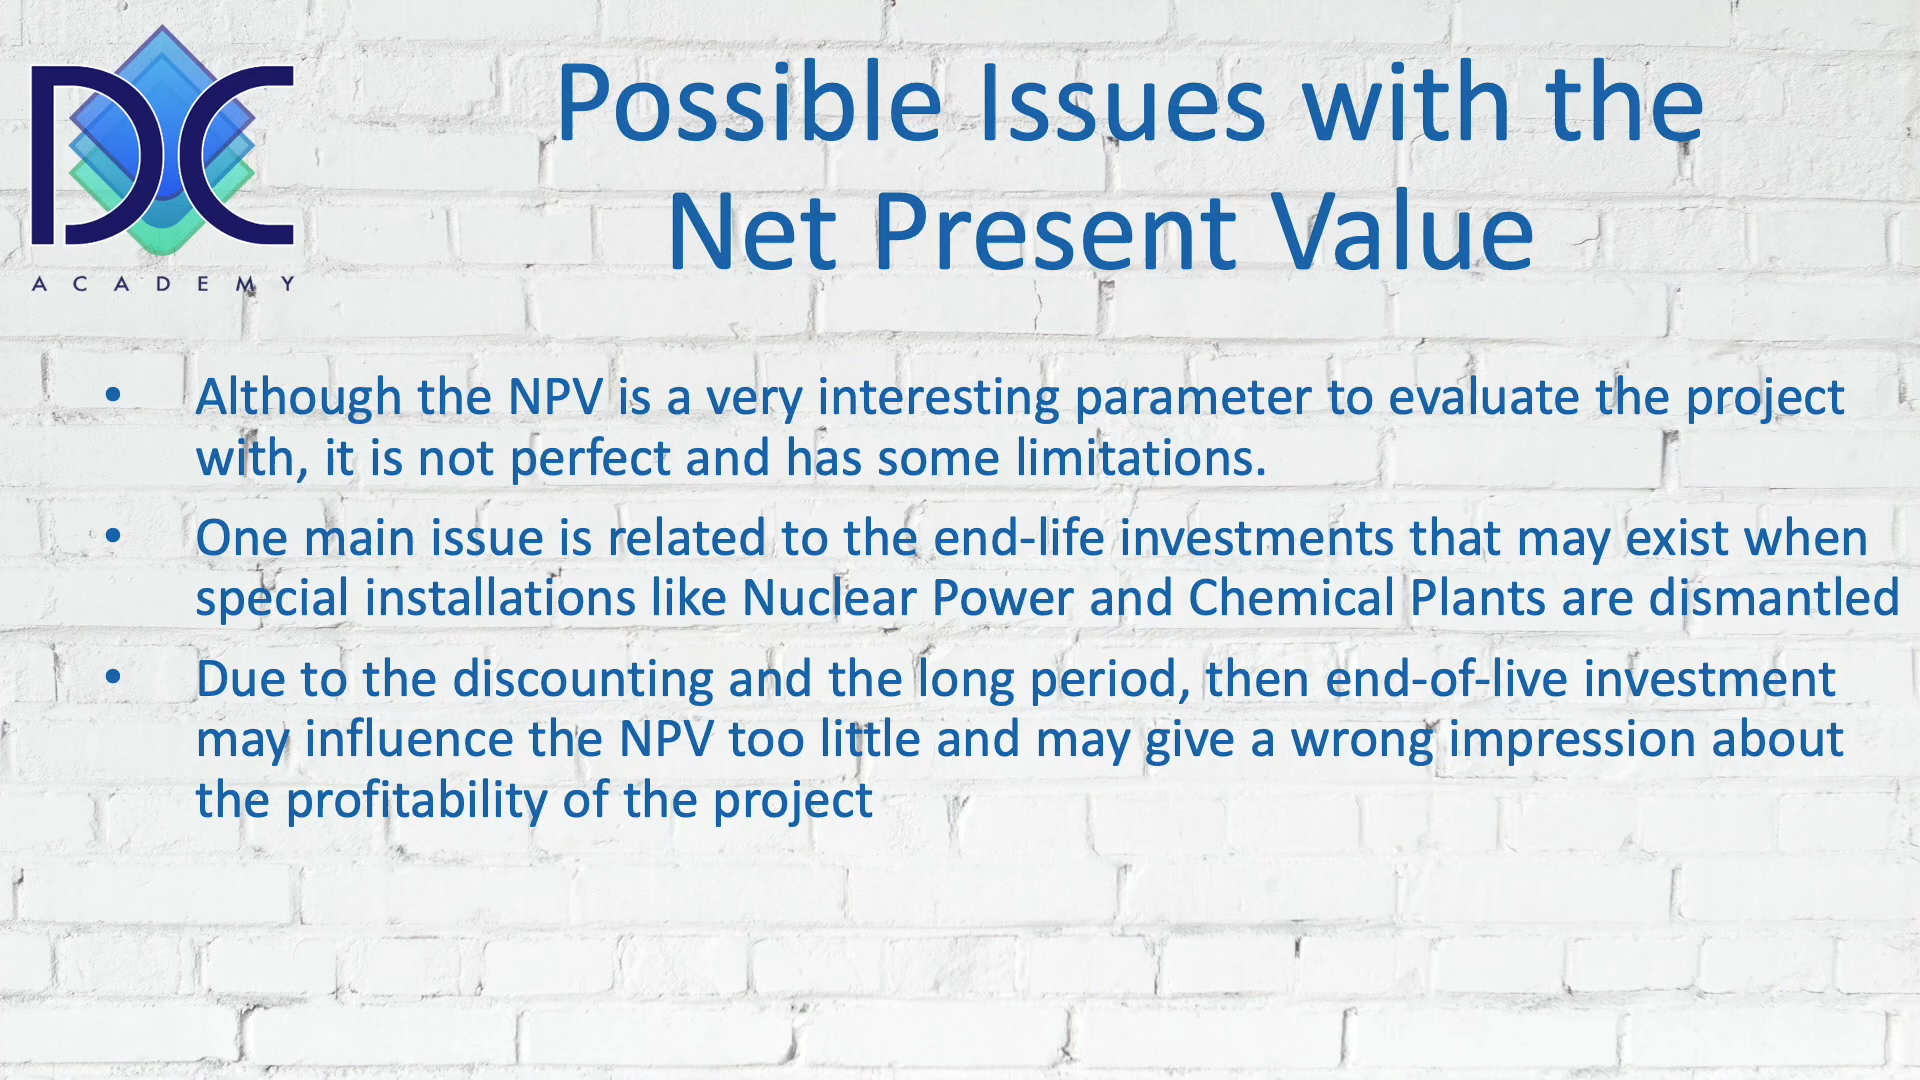 DC
ACADEMY
Possible Issues with the
Net Present Value
• Although the NPV is a very interesting parameter to evaluate the project
with, it is not perfect and has some limitations.
• One main issue is related to the end-life investments that may exist when
special installations like Nuclear Power and Chemical Plants are dismantled
• Due to the discounting and the long period, then end-of-live investment
may influence the NPV too little and may give a wrong impression about
the profitability of the project